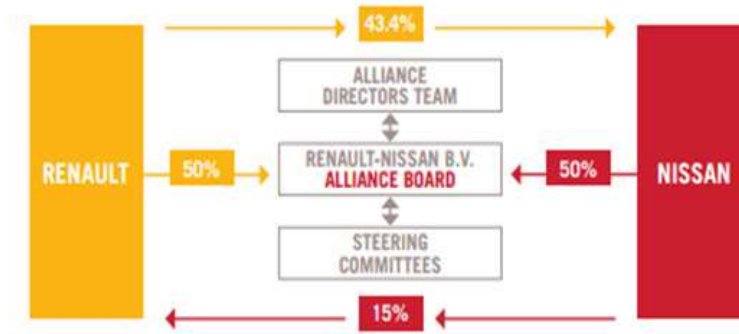 43.4%
ALLIANCE
DIRECTORS TEAM
RENAULT
50%
RENAULT-NISSAN B.V.
ALLIANCE BOARD
50%
NISSAN
STEERING
COMMITTEES
15%